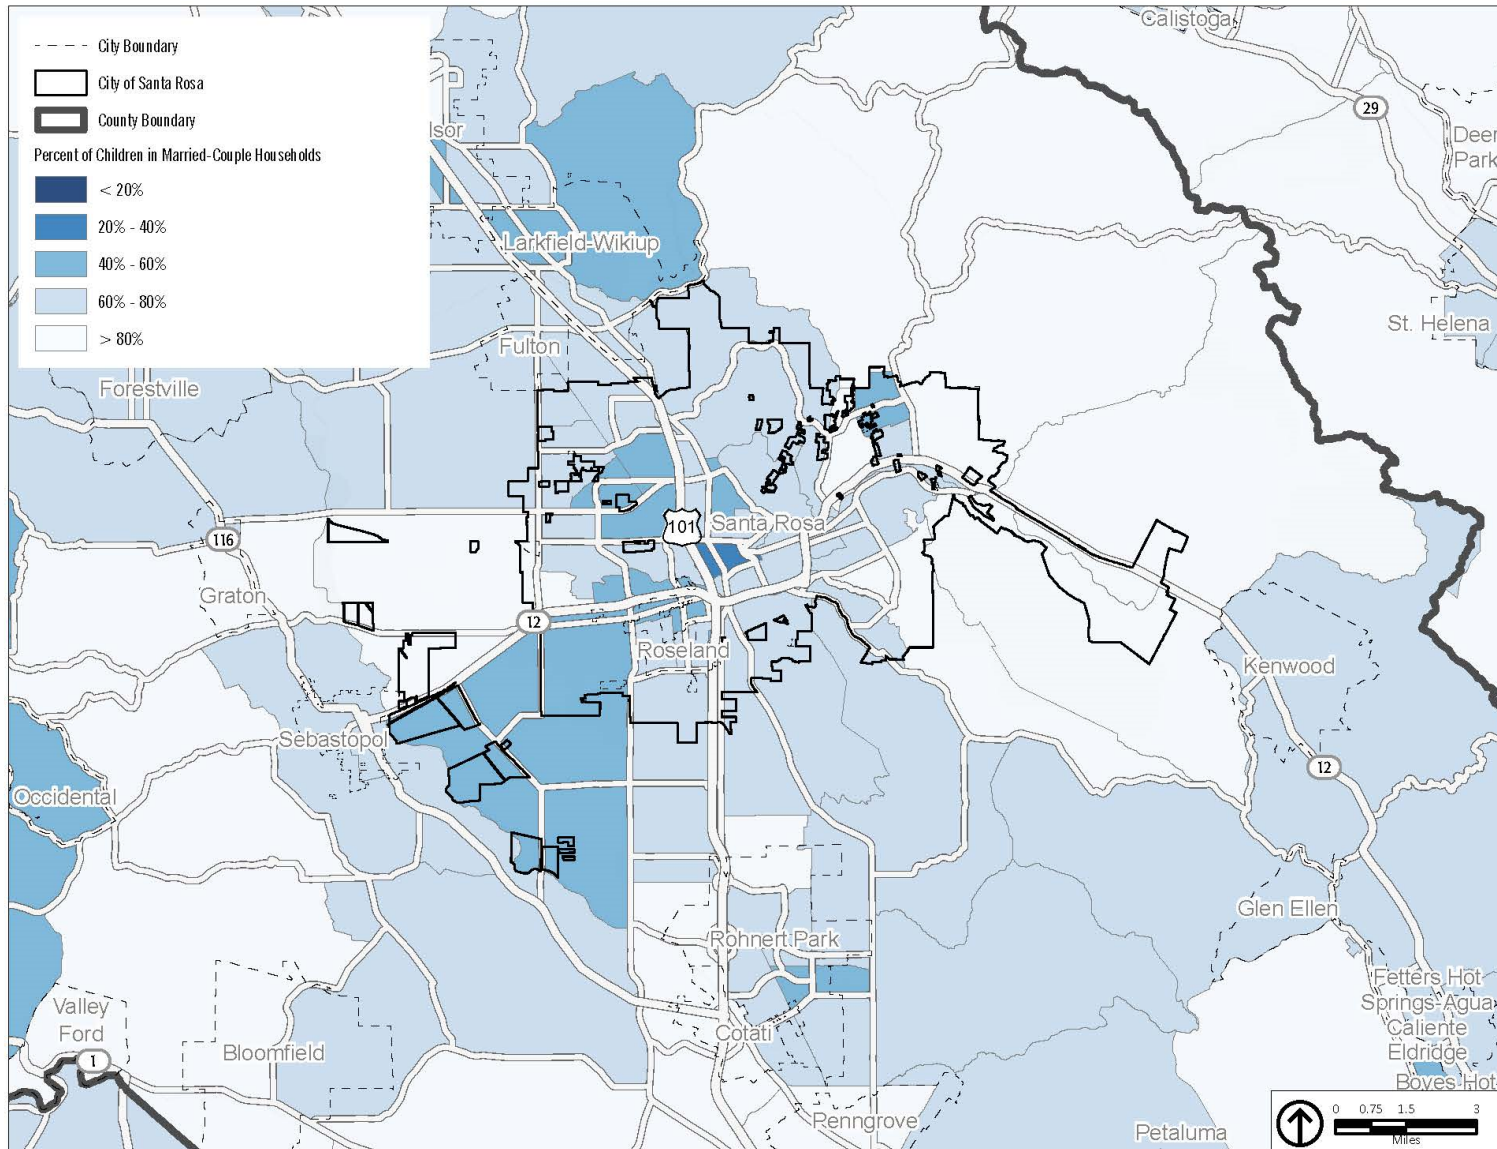 City Boundary
City of Santa Rosa
County Boundary
Percent of Children in Married-Couple Households
< 20%
20% - 40%
40% - 60%
60% - 80%
> 80%
Calistoga
29
Deer
Park
lsor
Larkfield-Wikiup
St. Helena
Fulton
Forestville
101
Santa Rosa
116
Graton
12
Roseland
Kenwood
Sebastopol
12
Occidental
Glen Ellen
Rohnert Park
Fetters Hot
Springs-Agua
Caliente
Eldridge
Boyes Hot
Valley
Ford
1
Bloomfield
Cotati
Penngrove
Petaluma
0 0.75 1.5 3
Miles